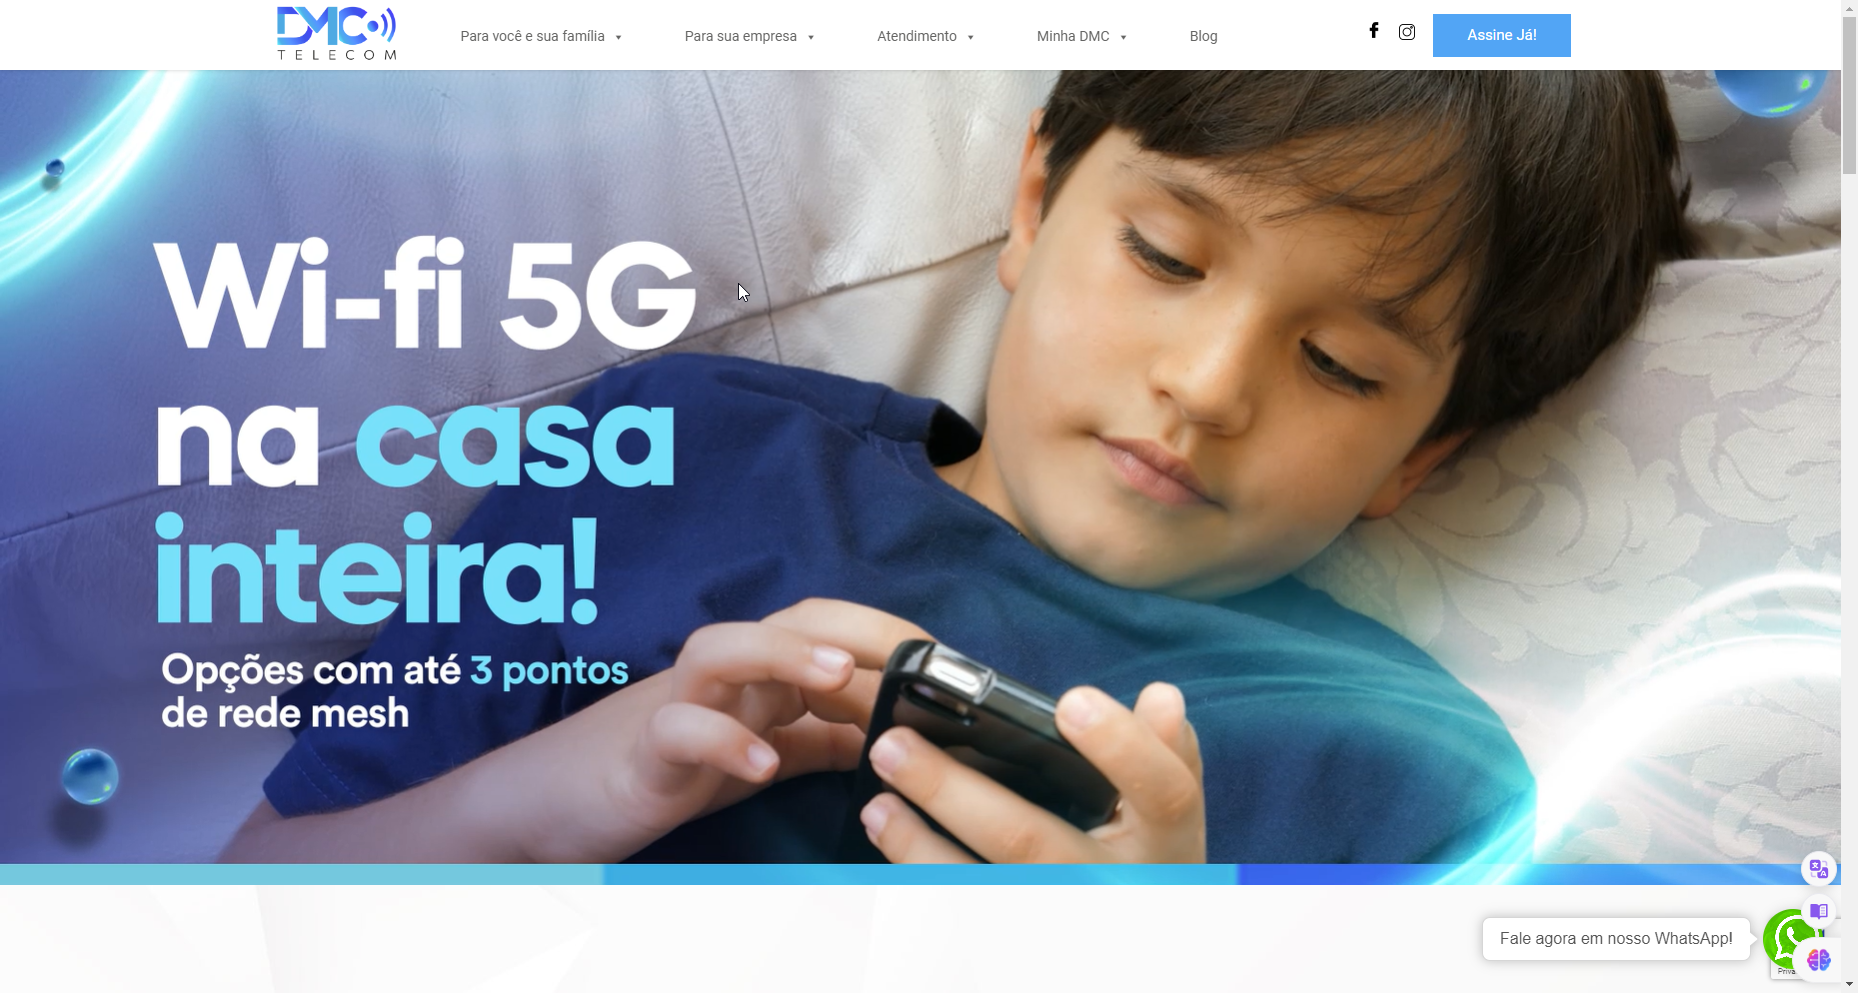 DMC
TELECOM
Para você e sua família
Para sua empresa
Atendimento
Minha DMC
Blog
Assine Já!
Wi-fi 5G
na casa
inteira!
Opções com até 3 pontos
de rede mesh
Fale agora em nosso WhatsApp!